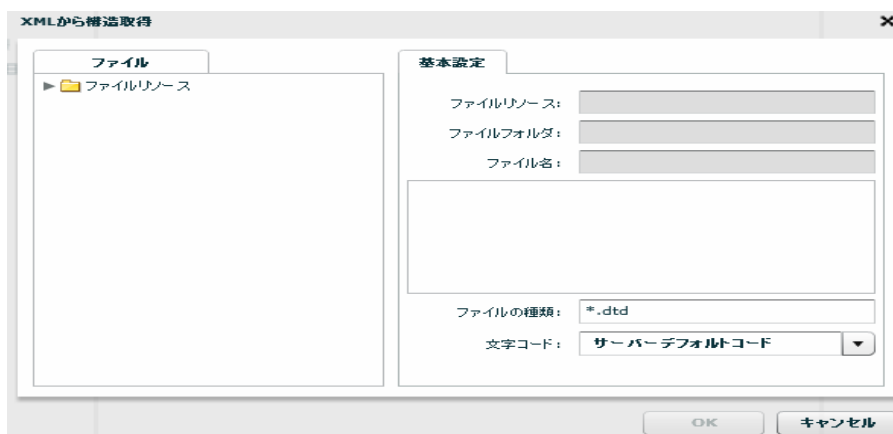 XMLから構造取得
ファイル
ファイルリソース
基本設定
ファイルリソース:
ファイルフォルダ:
ファイル名:
ファイルの種類:
*.dtd
文字コード:
サーバーデフォルトコード
OK
キャンセル